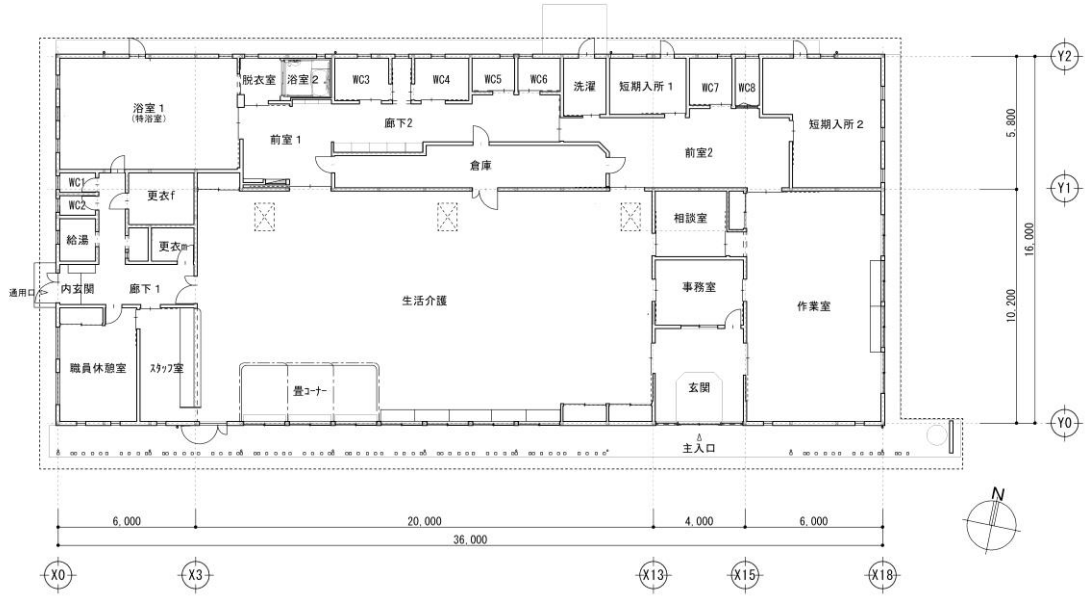 脱衣室
浴室2
WC3
WC4
WC5
WC6
洗濯
短期入所1
WC7
WC8
Y2
浴室1
(特浴室)
廊下2
短期入所2
5,800
前室1
倉庫
前室2
WC1
更衣f
Y1
WC2
相談室
給湯
更衣m
16,000
通用口
内玄関
廊下1
生活介護
事務室
作業室
10,200
職員休憩室
スタッフ室
畳コーナー
玄関
Y0
主入口
N
6,000
20,000
4,000
6,000
36,000
X0
X3
X13
X15
X18